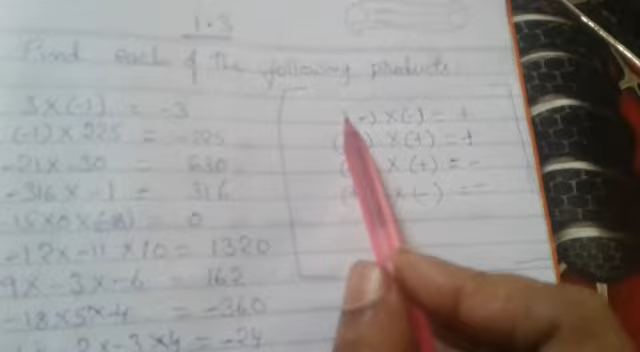 1.3
Find each of the following products
3 × (-1) = -3
(-1) × 225 = -225
-21 × -30 = 630
-316 × -1 = 316
15 × 0 × (-18) = 0
-12 × -11 × 10 = 1320
9 × -3 × -6 = 162
-18 × 5 × -4 = -360
2 × -3 × 4 = -24
-) × (-) = +
) × (+) = +
× (+) = -
× (-) = -